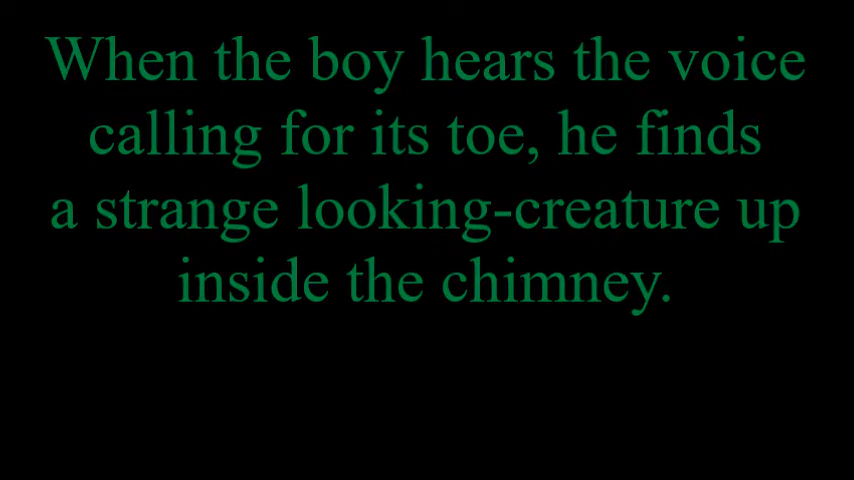 When the boy hears the voice
calling for its toe, he finds
a strange looking-creature up
inside the chimney.